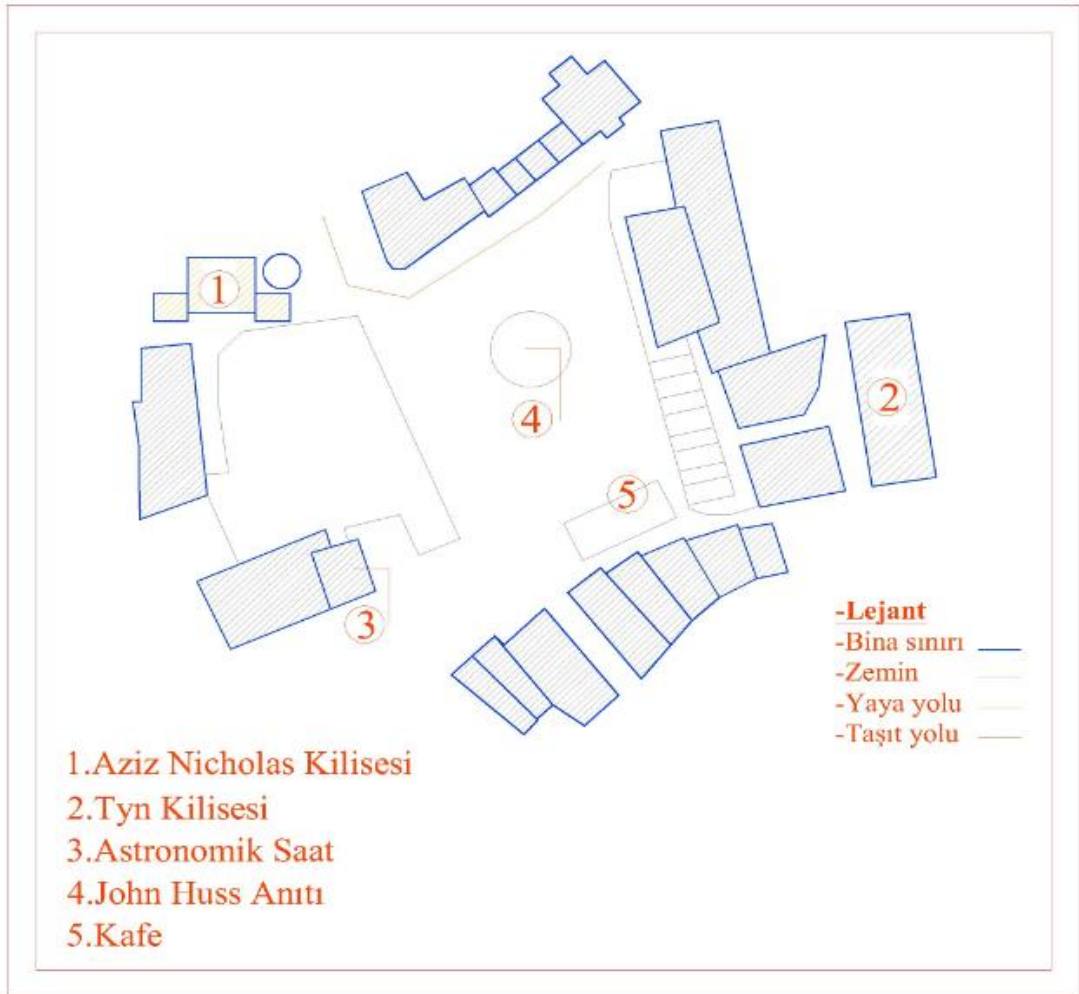 1
2
4
5
3
-Lejant
-Bina sınırı
-Zemin
-Yaya yolu
-Taşıt yolu
1.Aziz Nicholas Kilisesi
2.Tyn Kilisesi
3.Astronomik Saat
4.John Huss Anıtı
5.Kafe